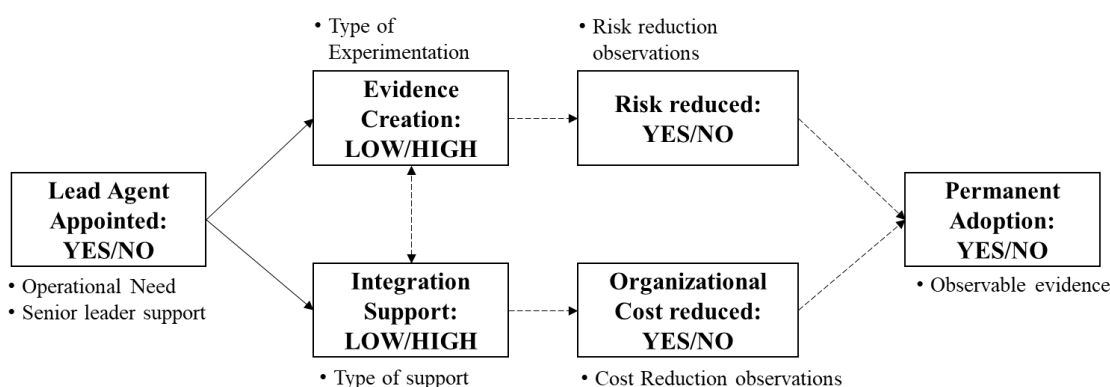 • Type of
Experimentation
Evidence
Creation:
LOW/HIGH
• Risk reduction
observations
Risk reduced:
YES/NO
Lead Agent
Appointed:
YES/NO
• Operational Need
• Senior leader support
Permanent
Adoption:
YES/NO
• Observable evidence
Integration
Support:
LOW/HIGH
• Type of support
Organizational
Cost reduced:
YES/NO
• Cost Reduction observations